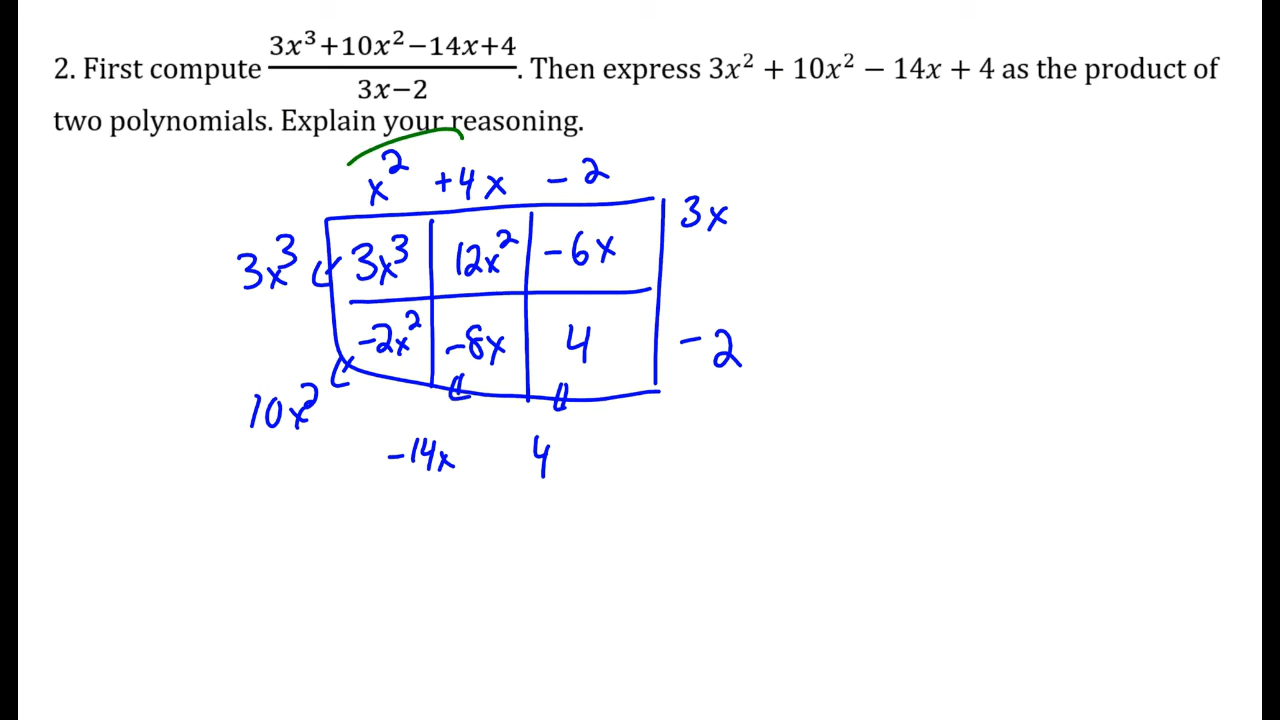 2. First compute (3x³+10x²−14x+4)/(3x−2). Then express 3x² + 10x² − 14x + 4 as the product of
two polynomials. Explain your reasoning.
x² +4x −2
3x³ 3x³ 12x² −6x 3x
−2x² −8x 4 −2
10x²
−14x 4